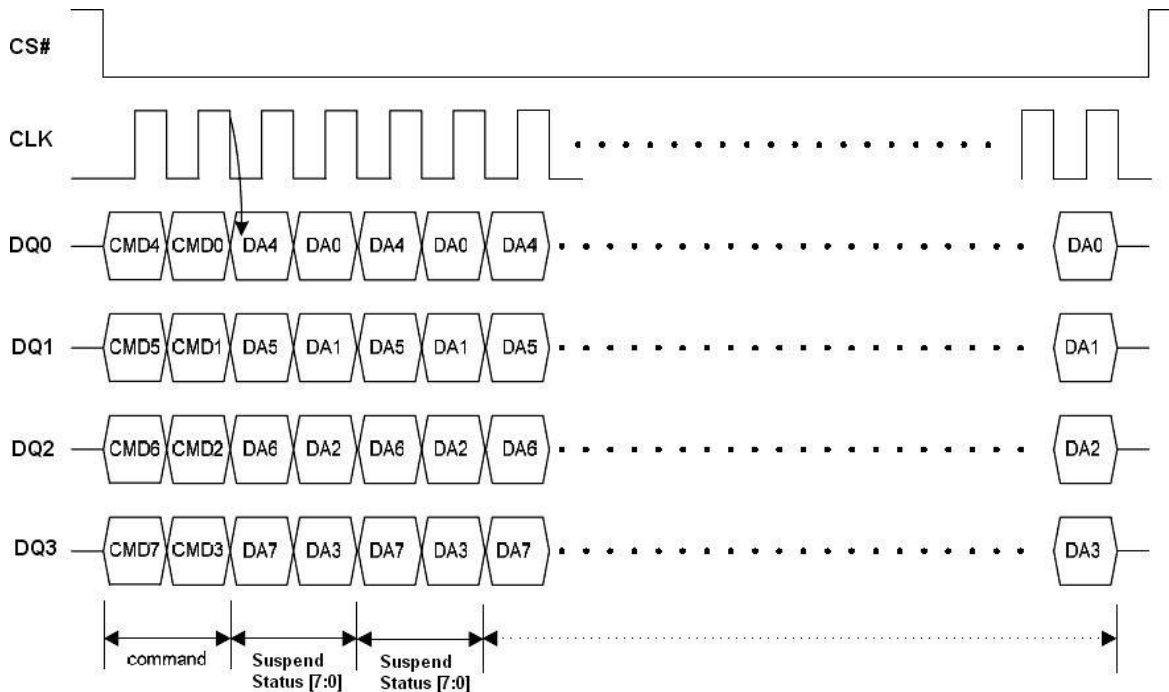 CS#
CLK
DQ0 CMD4 CMD0 DA4 DA0 DA4 DA0 DA4 DA0
DQ1 CMD5 CMD1 DA5 DA1 DA5 DA1 DA5 DA1
DQ2 CMD6 CMD2 DA6 DA2 DA6 DA2 DA6 DA2
DQ3 CMD7 CMD3 DA7 DA3 DA7 DA3 DA7 DA3
command Suspend Suspend
Status [7:0] Status [7:0]